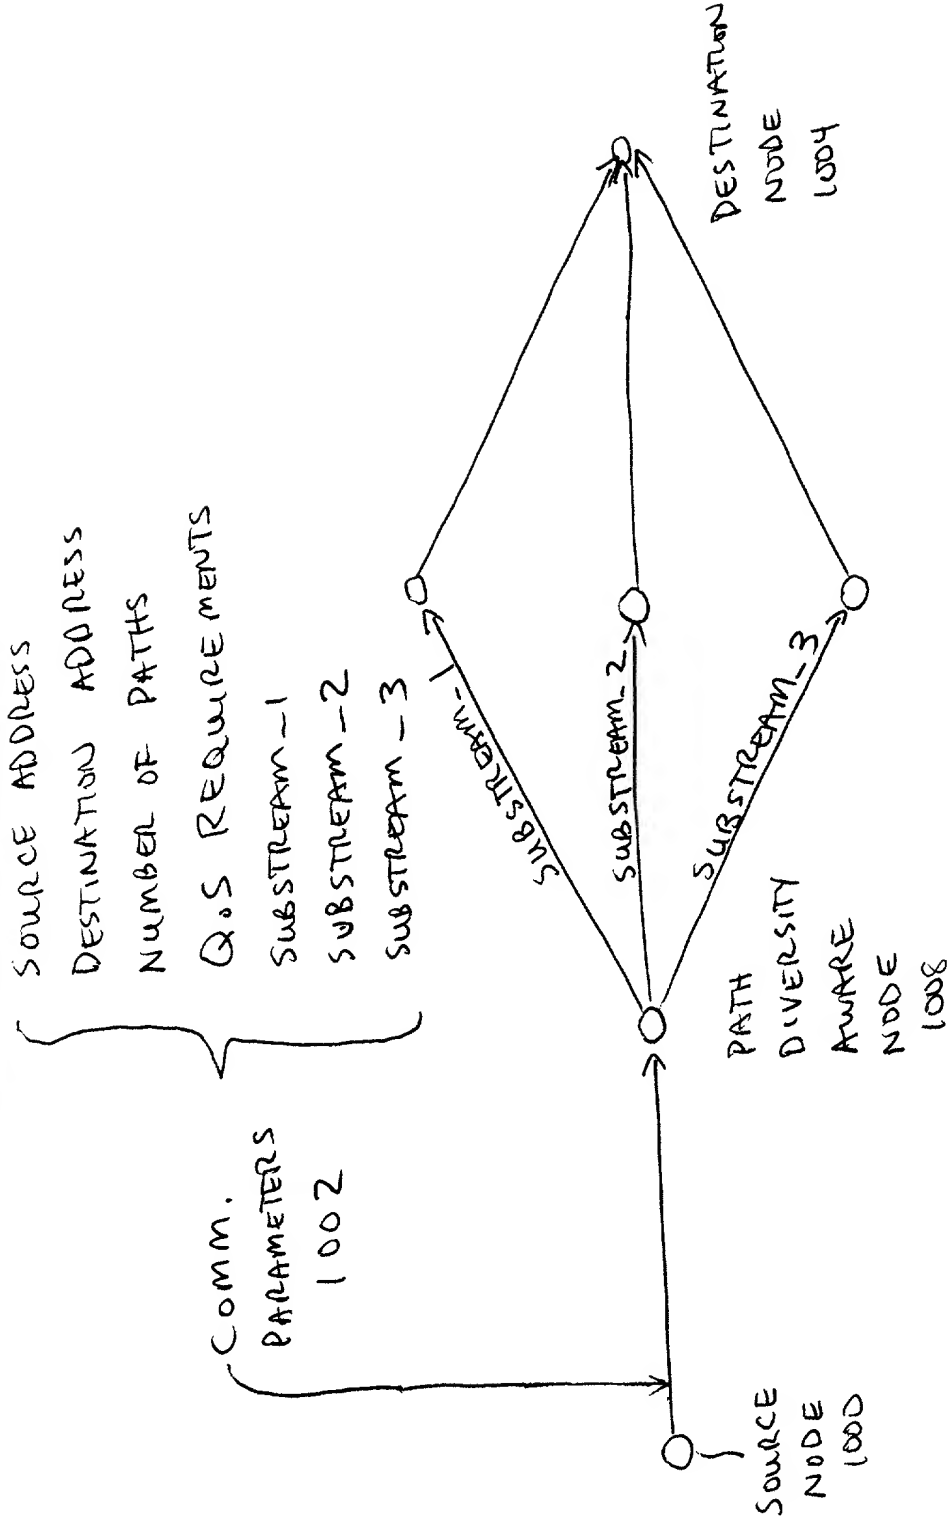 SOURCE ADDRESS
DESTINATION ADDRESS
NUMBER OF PATHS
QoS REQUIREMENTS
SUBSTREAM_1
SUBSTREAM_2
SUBSTREAM_3
Comm.
PARAMETERS
1002
SUBSTREAM_1
SUBSTREAM_2
SUBSTREAM_3
SOURCE
NODE
1000
PATH
DIVERSITY
AWARE
NODE
1008
DESTINATION
NODE
1004